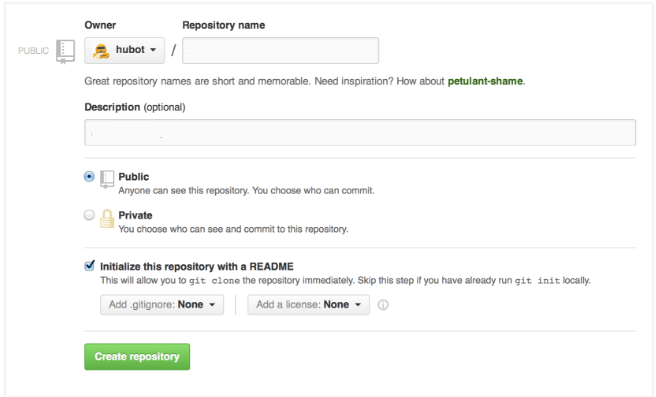 Owner Repository name
PUBLIC hubot /
Great repository names are short and memorable. Need inspiration? How about petulant-shame.
Description (optional)
Public
Anyone can see this repository. You choose who can commit.
Private
You choose who can see and commit to this repository.
Initialize this repository with a README
This will allow you to git clone the repository immediately. Skip this step if you have already run git init locally.
Add .gitignore: None Add a license: None
Create repository